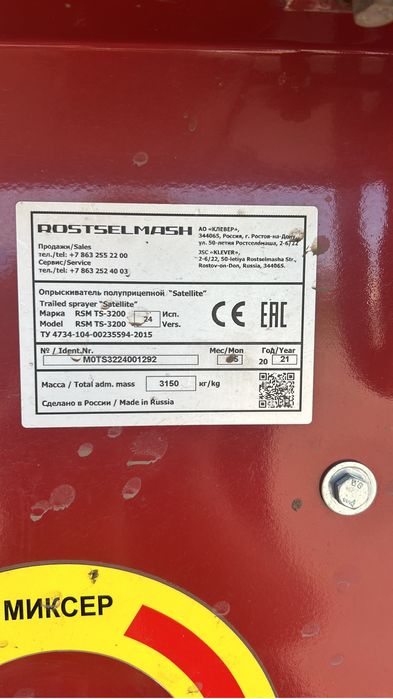 ROSTSELMASH
АО «КЛЕВЕР»,
344065, Россия, г. Ростов-на-Дону,
ул. 50-летия Ростсельмаша, 2-6/22
JSC «KLEVER»,
2-6/22, 50-letiya Rostselmasha Str.,
Rostov-on-Don, Russia, 344065.
Продажи/Sales
тел./tel: +7 863 255 22 00
Сервис/Service
тел./tel: +7 863 252 40 03
Опрыскиватель полуприцепной "Satellite"
Trailed sprayer "Satellite"
Марка RSM TS-3200 Исп.
Model RSM TS-3200 24 Vers.
ТУ 4734-104-00235594-2015
CE EAC
№ / Ident.Nr. Мес/Mon Год/Year
M0TS3224001292 20 21
Масса / Total adm. mass 3150 кг/kg
Сделано в России / Made in Russia
МИКСЕР